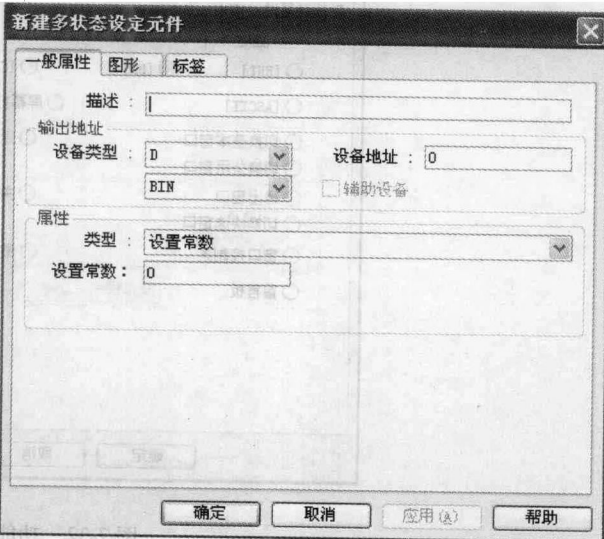 新建多状态设定元件
一般属性 图形 标签
描述 :
输出地址
设备类型 : D 设备地址 : 0
BIN 辅助设备
属性
类型 : 设置常数
设置常数: 0
确定 取消 应用(A) 帮助